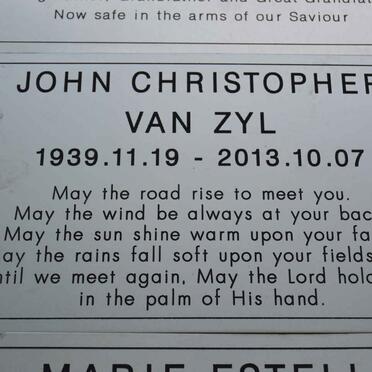 Now safe in the arms of our Saviour
JOHN CHRISTOPHER
VAN ZYL
1939.11.19 - 2013.10.07
May the road rise to meet you.
May the wind be always at your bac
May the sun shine warm upon your fa
ay the rains fall soft upon your fields
ntil we meet again, May the Lord hol
in the palm of His hand.
MARIE ESTELL